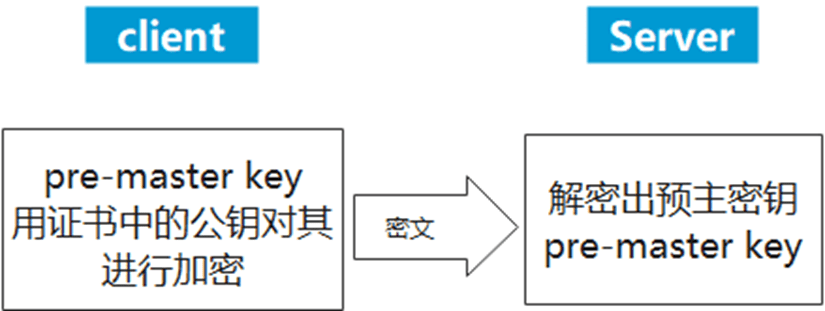 client
Server
pre-master key
用证书中的公钥对其
进行加密
密文
解密出预主密钥
pre-master key